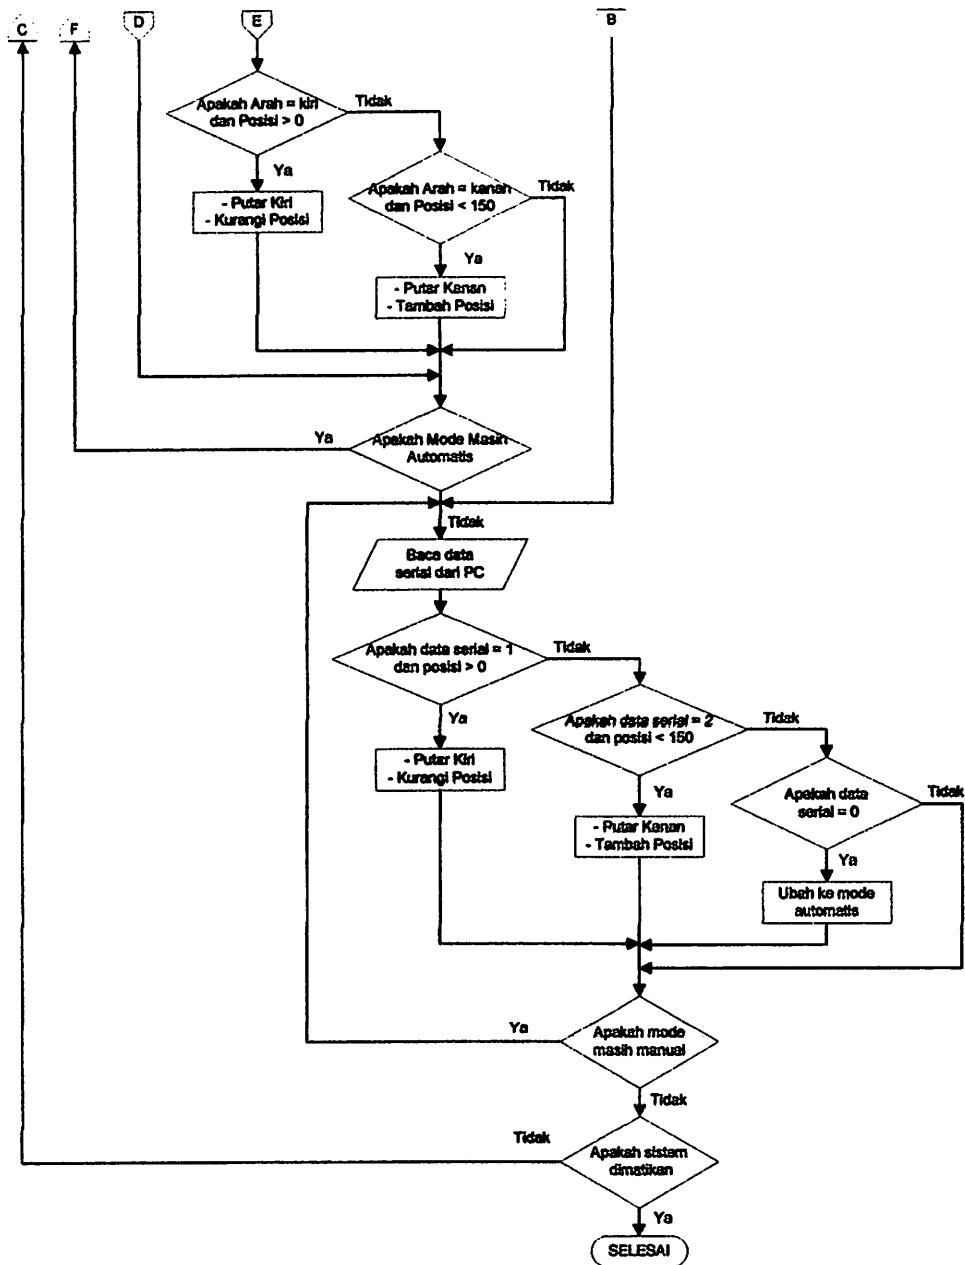 C
F
D
E
B
Apakah Arah = kiri
dan Posisi > 0
Tidak
Ya
- Putar Kiri
- Kurangi Posisi
Apakah Arah = kanan
dan Posisi < 150
Tidak
Ya
- Putar Kanan
- Tambah Posisi
Apakah Mode Masih
Automatis
Ya
Tidak
Baca data
serial dari PC
Apakah data serial = 1
dan posisi > 0
Tidak
Ya
- Putar Kiri
- Kurangi Posisi
Apakah data serial = 2
dan posisi < 150
Tidak
Ya
- Putar Kanan
- Tambah Posisi
Apakah data
serial = 0
Tidak
Ya
Ubah ke mode
automatis
Apakah mode
masih manual
Ya
Tidak
Apakah sistem
dimatikan
Tidak
Ya
SELESAI